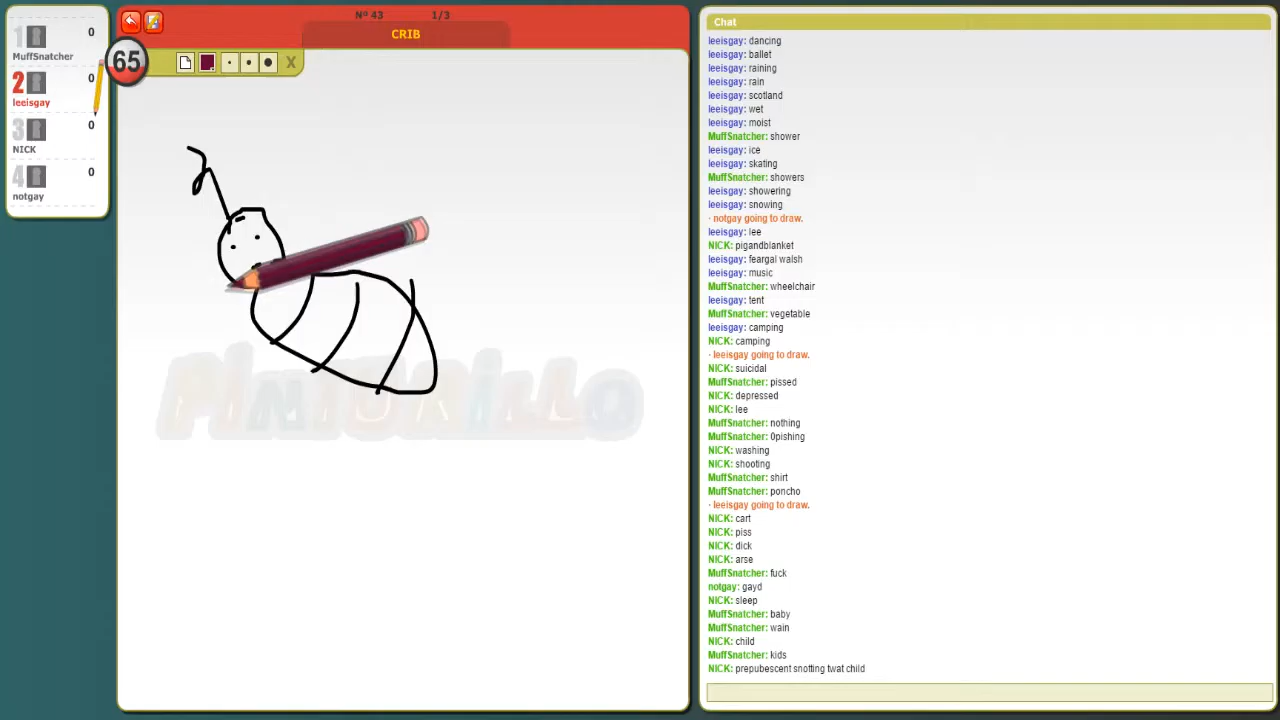 1
0
MuffSnatcher
2
0
leeisgay
3
0
NICK
4
0
notgay
65
Nº 43
1/3
CRIB
X
Chat
leeisgay: dancing
leeisgay: ballet
leeisgay: raining
leeisgay: rain
leeisgay: scotland
leeisgay: wet
leeisgay: moist
MuffSnatcher: shower
leeisgay: ice
leeisgay: skating
MuffSnatcher: showers
leeisgay: showering
leeisgay: snowing
· notgay going to draw.
leeisgay: lee
NICK: pigandblanket
leeisgay: feargal walsh
leeisgay: music
MuffSnatcher: wheelchair
leeisgay: tent
MuffSnatcher: vegetable
leeisgay: camping
NICK: camping
· leeisgay going to draw.
NICK: suicidal
MuffSnatcher: pissed
NICK: depressed
NICK: lee
MuffSnatcher: nothing
MuffSnatcher: 0pishing
NICK: washing
NICK: shooting
MuffSnatcher: shirt
MuffSnatcher: poncho
· leeisgay going to draw.
NICK: cart
NICK: piss
NICK: dick
NICK: arse
MuffSnatcher: fuck
notgay: gayd
NICK: sleep
MuffSnatcher: baby
MuffSnatcher: wain
NICK: child
MuffSnatcher: kids
NICK: prepubescent snotting twat child